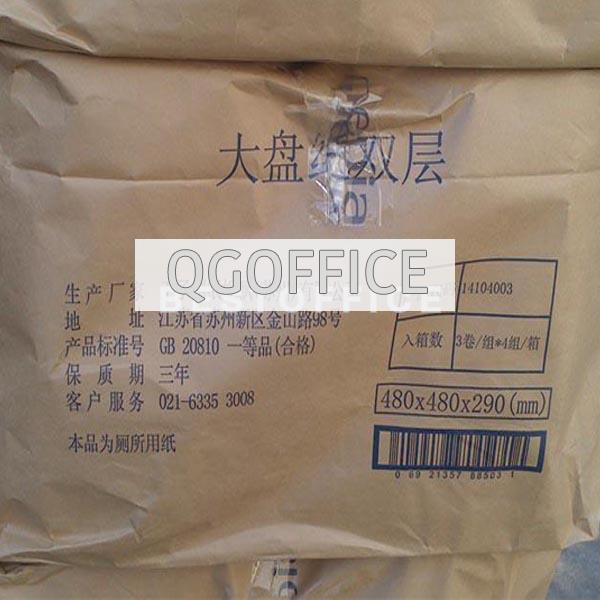 大盘纸双层
QGOFFICE
BESTOFFICE
生产厂家
14104003
地 址 江苏省苏州新区金山路98号
入箱数 3卷/组*4组/箱
产品标准号 GB 20810 一等品(合格)
保 质 期 三年
480x480x290(mm)
客户服务 021-6335 3008
本品为厕所用纸